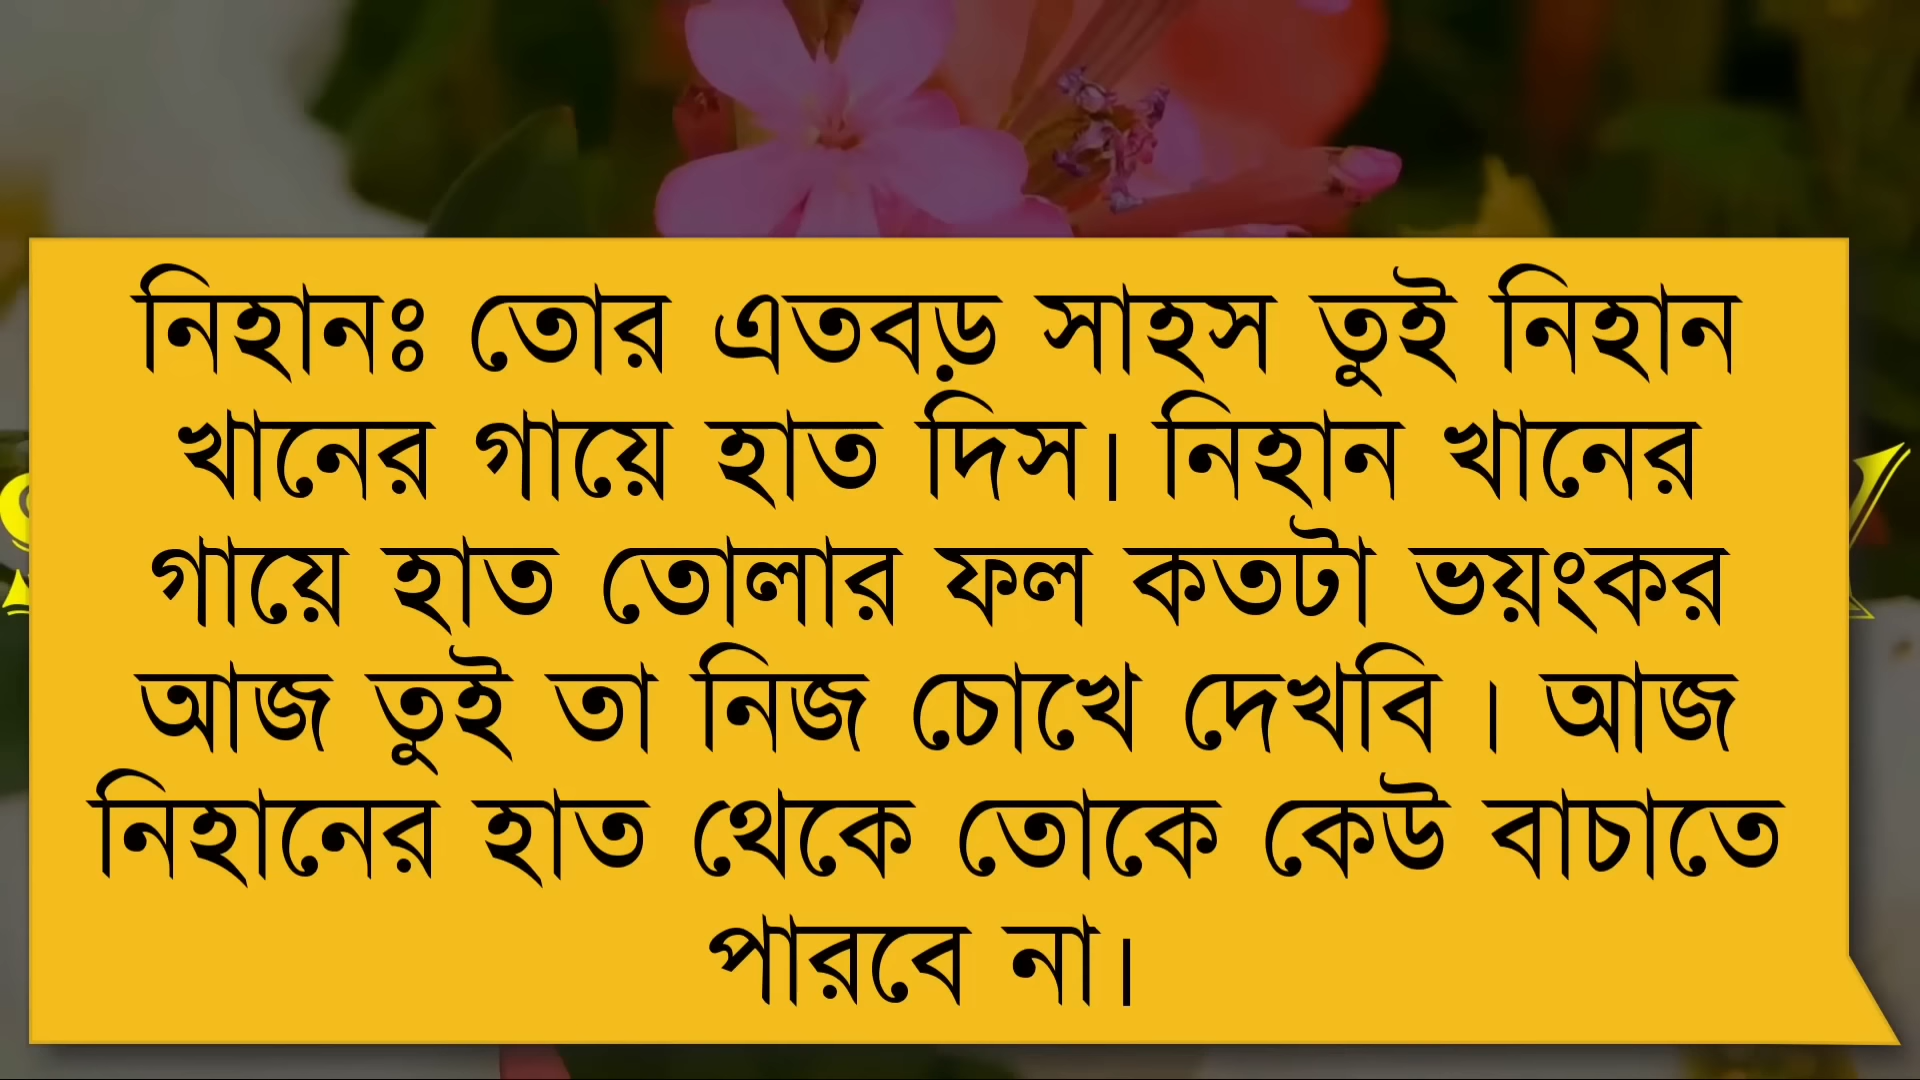 নিহানঃ তোর এতবড় সাহস তুই নিহান
খানের গায়ে হাত দিস। নিহান খানের
গায়ে হাত তোলার ফল কতটা ভয়ংকর
আজ তুই তা নিজ চোখে দেখবি । আজ
নিহানের হাত থেকে তোকে কেউ বাচাতে
পারবে না।